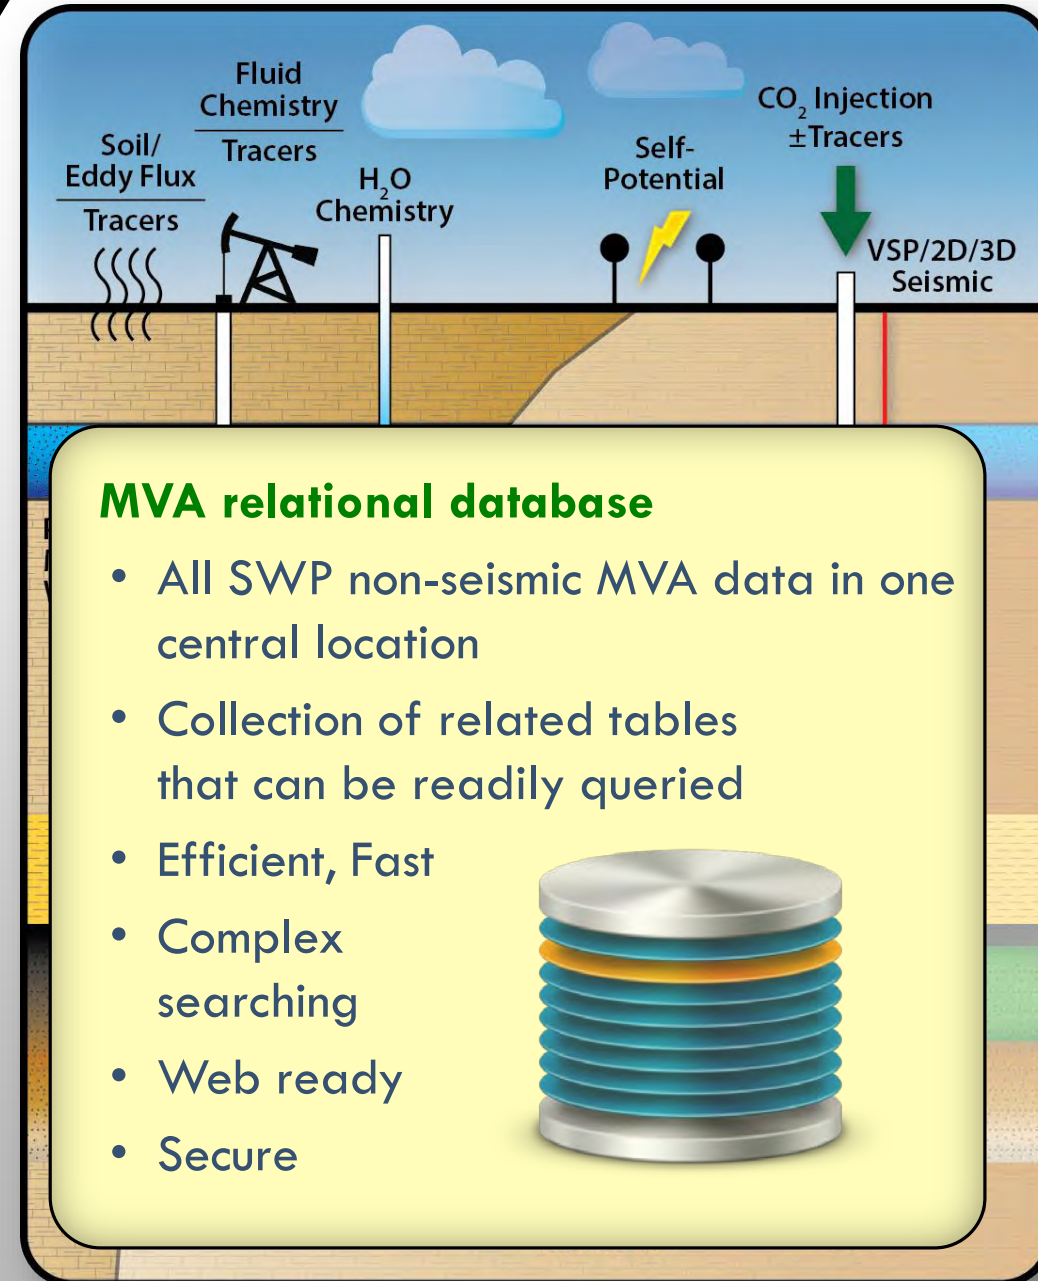 Fluid
Chemistry
Tracers
Soil/
Eddy Flux
Tracers
H₂O
Chemistry
Self-
Potential
CO₂ Injection
±Tracers
VSP/2D/3D
Seismic
MVA relational database
• All SWP non-seismic MVA data in one
central location
• Collection of related tables
that can be readily queried
• Efficient, Fast
• Complex
searching
• Web ready
• Secure